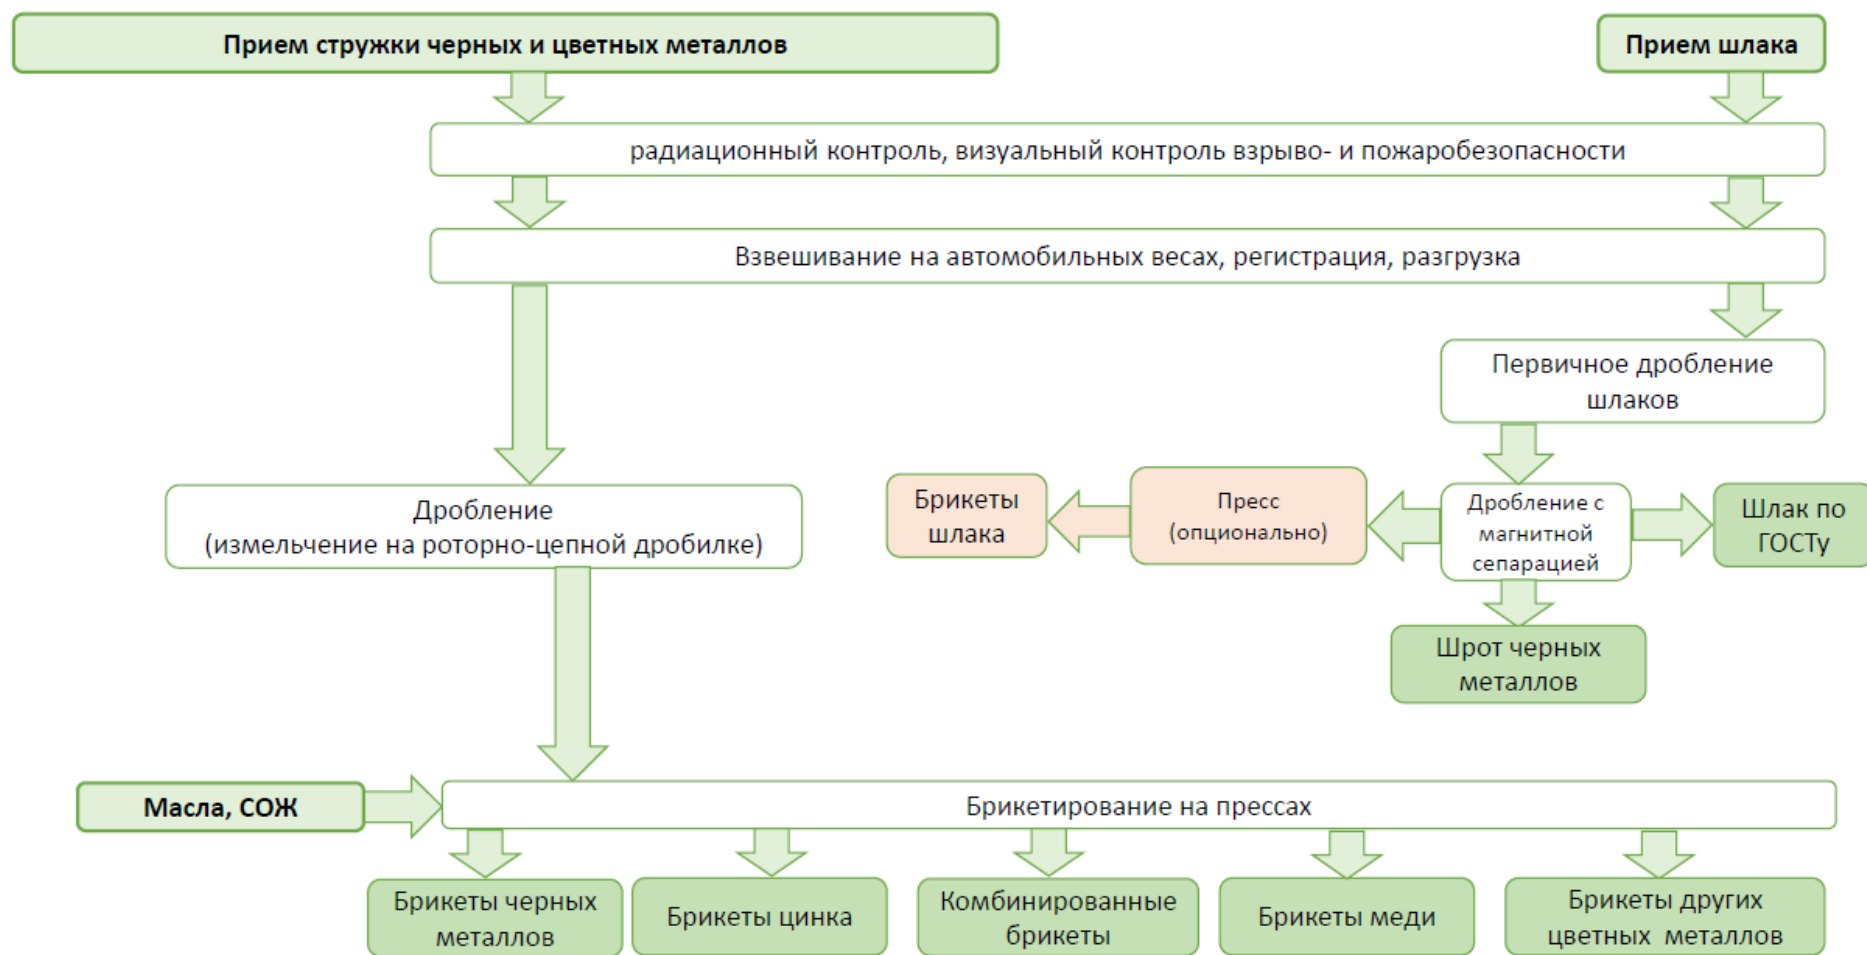 Прием стружки черных и цветных металлов
Прием шлака
радиационный контроль, визуальный контроль взрыво- и пожаробезопасности
Взвешивание на автомобильных весах, регистрация, разгрузка
Первичное дробление
шлаков
Дробление
(измельчение на роторно-цепной дробилке)
Брикеты
шлака
Пресс
(опционально)
Дробление с
магнитной
сепарацией
Шлак по
ГОСТу
Шрот черных
металлов
Масла, СОЖ
Брикетирование на прессах
Брикеты черных
металлов
Брикеты цинка
Комбинированные
брикеты
Брикеты меди
Брикеты других
цветных металлов